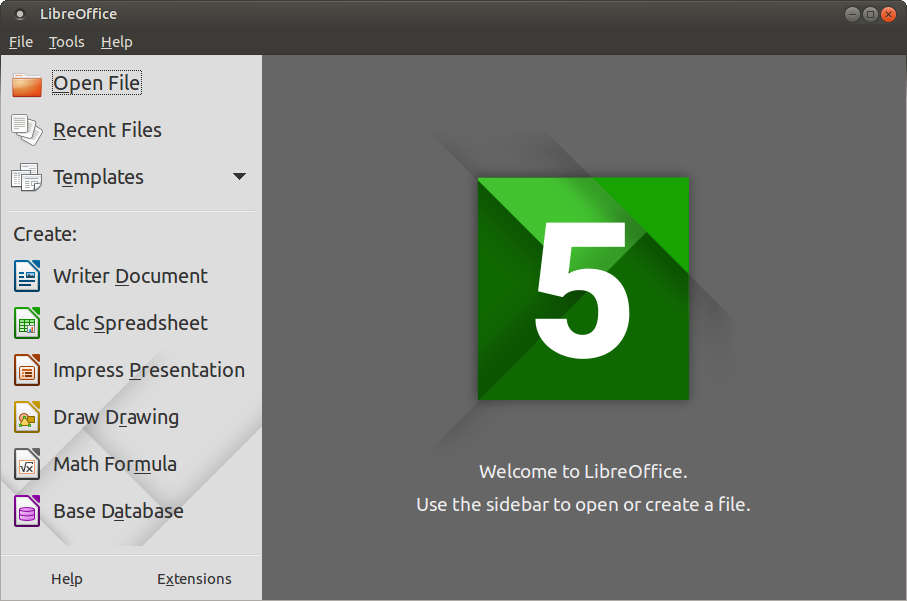 LibreOffice
File Tools Help
Open File
Recent Files
Templates
Create:
Writer Document
Calc Spreadsheet
Impress Presentation
Draw Drawing
Math Formula
Base Database
Help Extensions
5
Welcome to LibreOffice.
Use the sidebar to open or create a file.